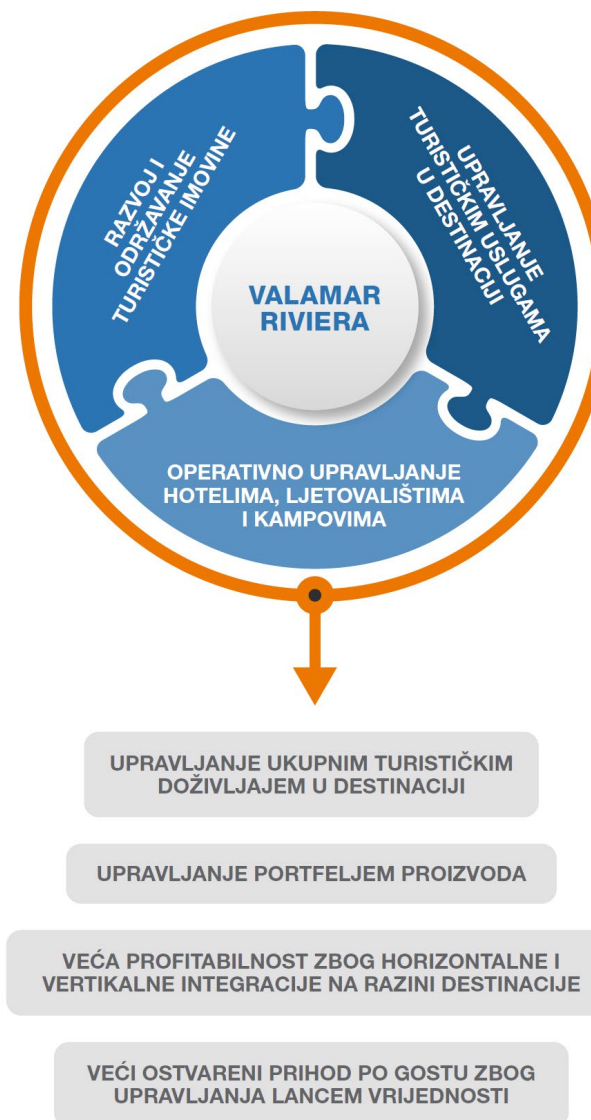 RAZVOJ I
ODRŽAVANJE
TURISTIČKE IMOVINE
UPRAVLJANJE
TURISTIČKIM USLUGAMA
U DESTINACIJI
VALAMAR
RIVIERA
OPERATIVNO UPRAVLJANJE
HOTELIMA, LJETOVALIŠTIMA
I KAMPOVIMA
UPRAVLJANJE UKUPNIM TURISTIČKIM
DOŽIVLJAJEM U DESTINACIJI
UPRAVLJANJE PORTFELJEM PROIZVODA
VEĆA PROFITABILNOST ZBOG HORIZONTALNE I
VERTIKALNE INTEGRACIJE NA RAZINI DESTINACIJE
VEĆI OSTVARENI PRIHOD PO GOSTU ZBOG
UPRAVLJANJA LANCEM VRIJEDNOSTI